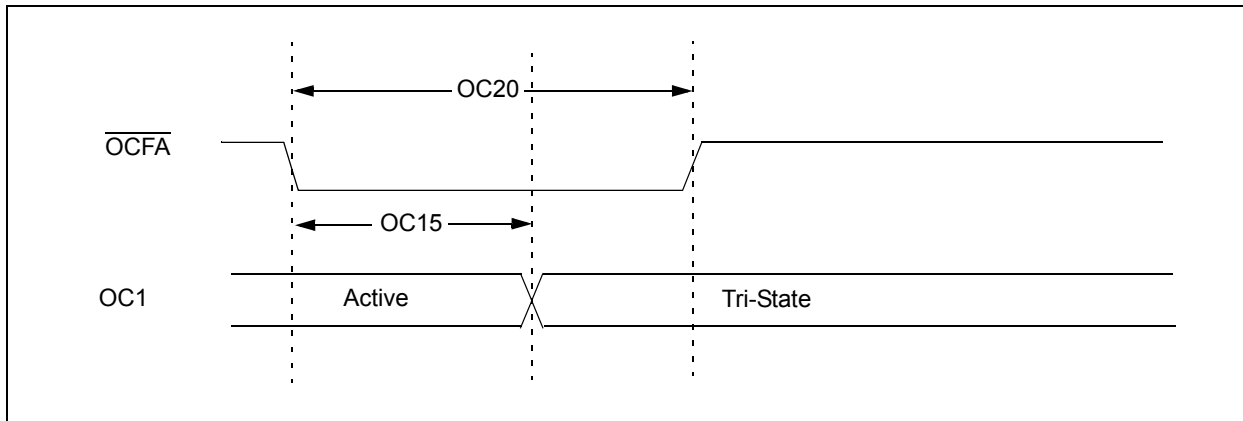 OC20
OCFA
OC15
OC1
Active
Tri-State